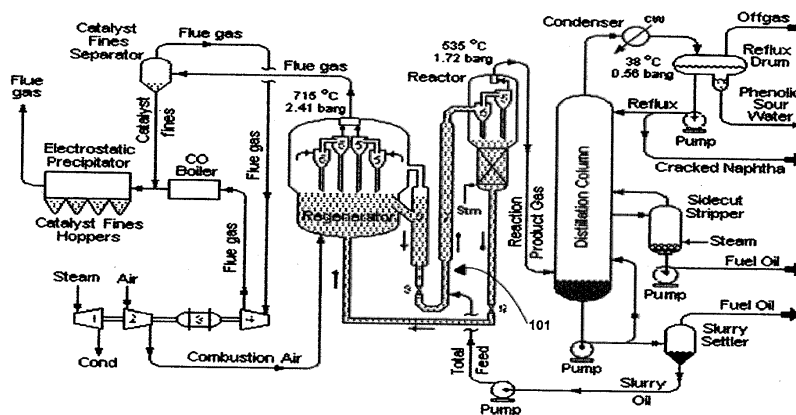 Catalyst
Fines
Separator
Flue gas
Flue gas
Flue
gas
Catalyst
fines
Flue gas
Electrostatic
Precipitator
CO
Boiler
Catalyst Fines
Hoppers
Flue gas
Steam
Air
1
2
3
4
Cond
Combustion Air
715 °C
2.41 barg
Regenerator
535 °C
1.72 barg
Reactor
Stm
Reaction
Product Gas
101
Total
Feed
Pump
Slurry
Oil
Condenser
CW
38 °C
0.56 barg
Offgas
Reflux
Drum
Phenolic
Sour
Water
Reflux
Pump
Cracked Naphtha
Distillation Column
Sidecut
Stripper
Steam
Fuel Oil
Pump
Fuel Oil
Slurry
Settler
Pump